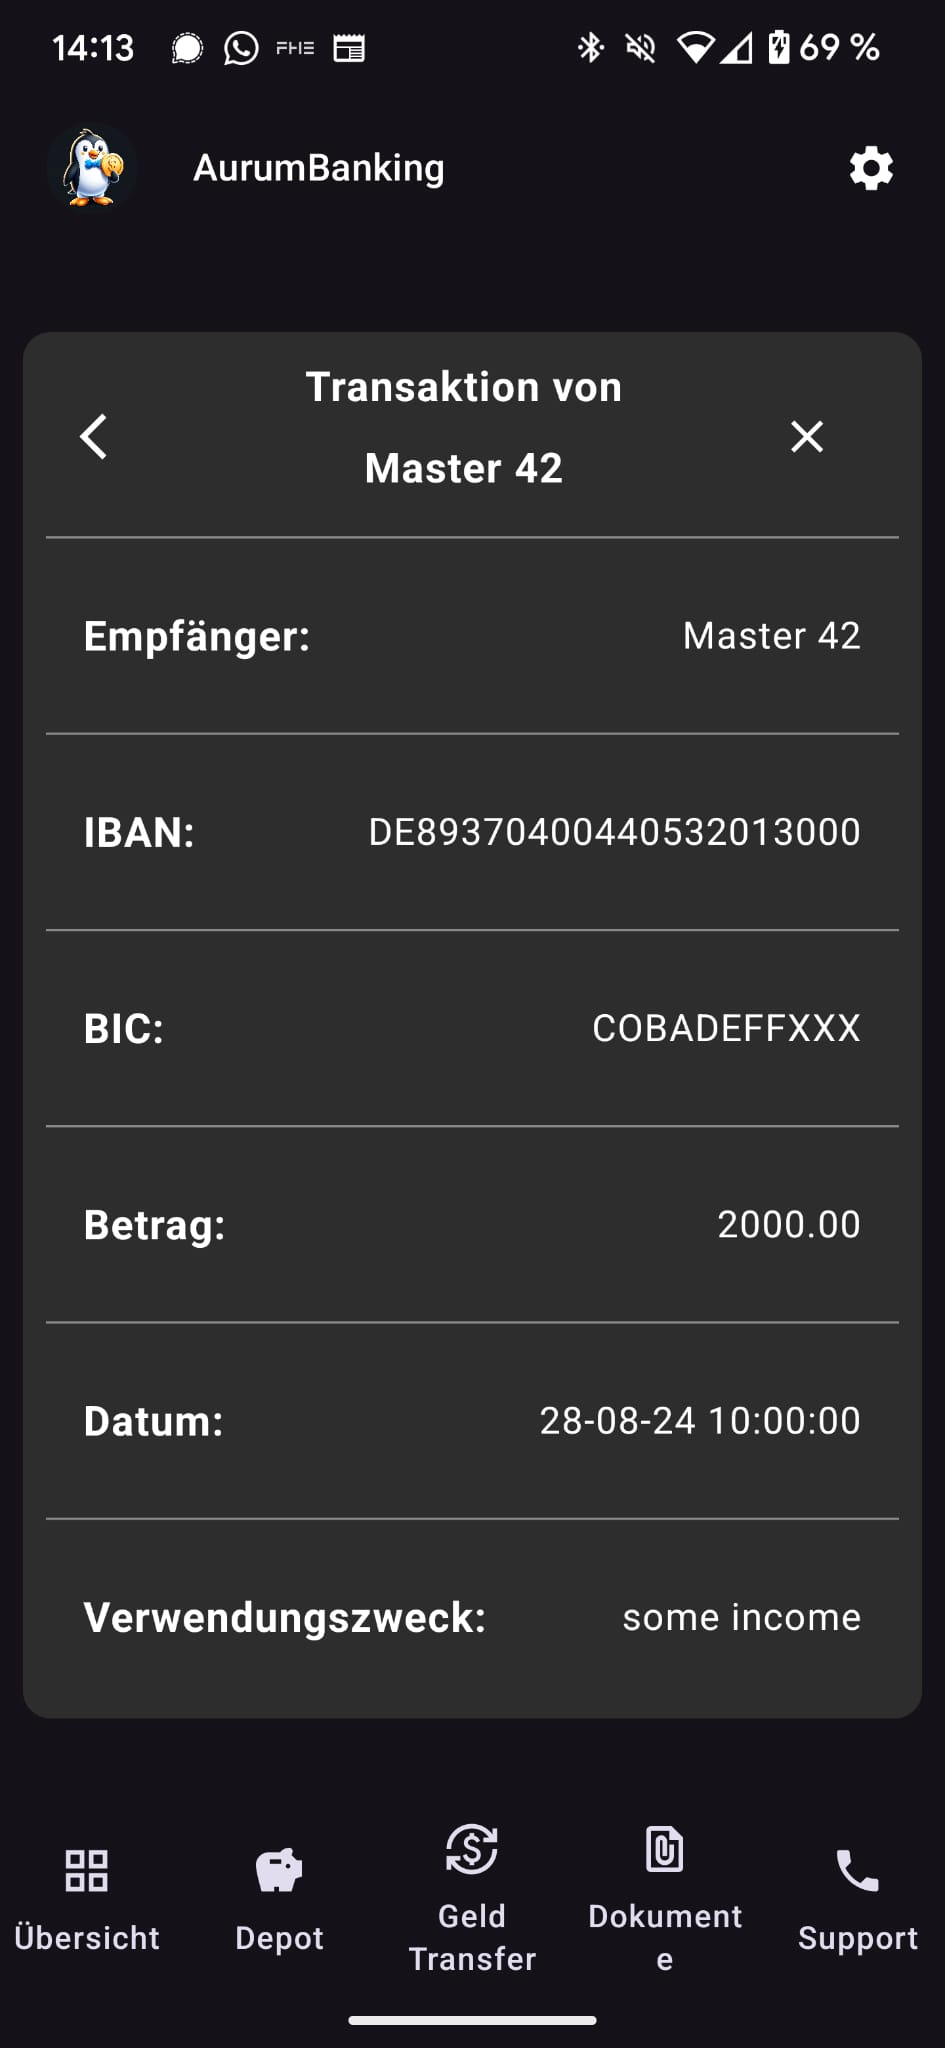 14:13 FHE 69 %
AurumBanking
Transaktion von
Master 42
Empfänger: Master 42
IBAN: DE89370400440532013000
BIC: COBADEFFXXX
Betrag: 2000.00
Datum: 28-08-24 10:00:00
Verwendungszweck: some income
Übersicht
Depot
Geld
Transfer
Dokument
e
Support